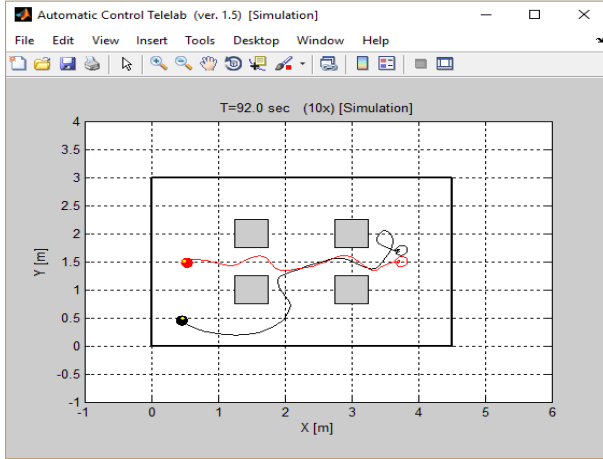 Automatic Control Telelab (ver. 1.5) [Simulation]
File Edit View Insert Tools Desktop Window Help
T=92.0 sec (10x) [Simulation]
4
3.5
3
2.5
2
1.5
1
0.5
0
-0.5
-1
Y [m]
-1 0 1 2 3 4 5 6
X [m]